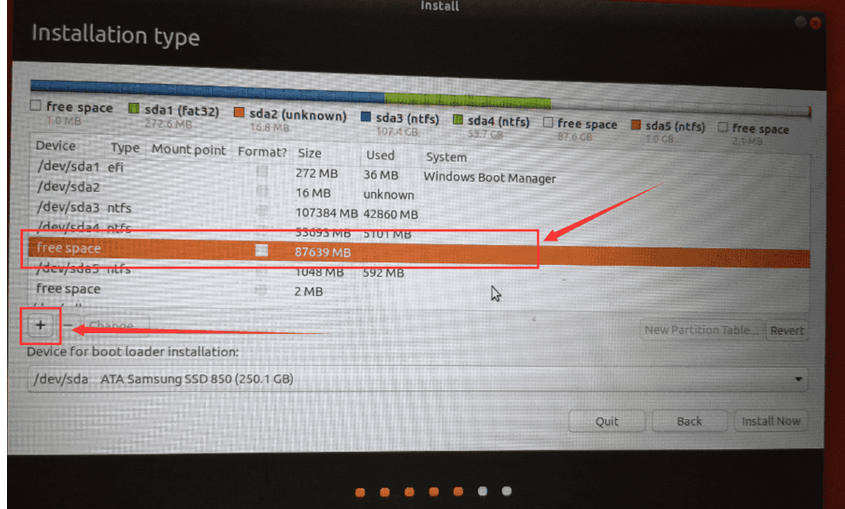 Install
Installation type
free space sda1 (fat32) sda2 (unknown) sda3 (ntfs) sda4 (ntfs) free space sda5 (ntfs) free space
1.0 MB 272.6 MB 16.8 MB 107.4 GB 53.7 GB 87.6 GB 1.0 GB 2.1 MB
Device Type Mount point Format? Size Used System
/dev/sda1 efi 272 MB 36 MB Windows Boot Manager
/dev/sda2 16 MB unknown
/dev/sda3 ntfs 107384 MB 42860 MB
/dev/sda4 ntfs 53693 MB 5101 MB
free space 87639 MB
/dev/sda5 ntfs 1048 MB 592 MB
free space 2 MB
+ − Change... New Partition Table... Revert
Device for boot loader installation:
/dev/sda ATA Samsung SSD 850 (250.1 GB)
Quit Back Install Now